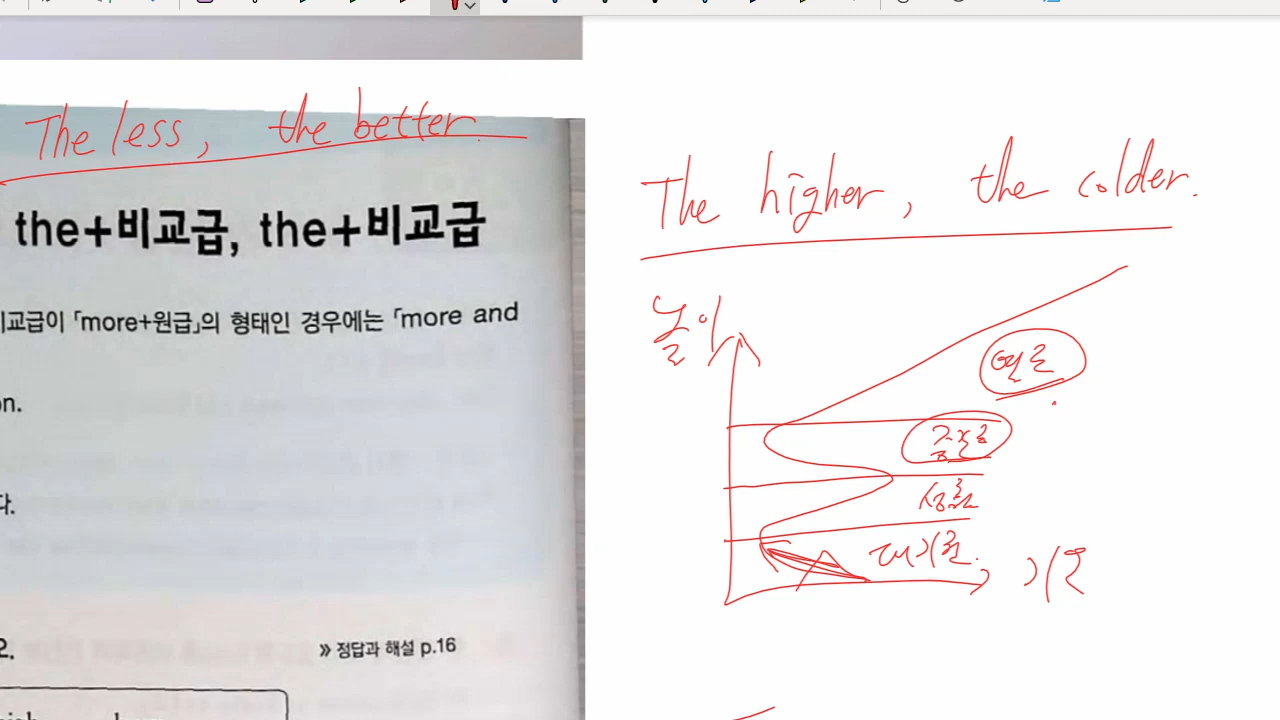 The less, the better.
the+비교급, the+비교급
비교급이 「more+원급」의 형태인 경우에는 「more and
on.
다.
2.
» 정답과 해설 p.16
The higher, the colder.
높이
열권
중간권
성층권
대류권
기온